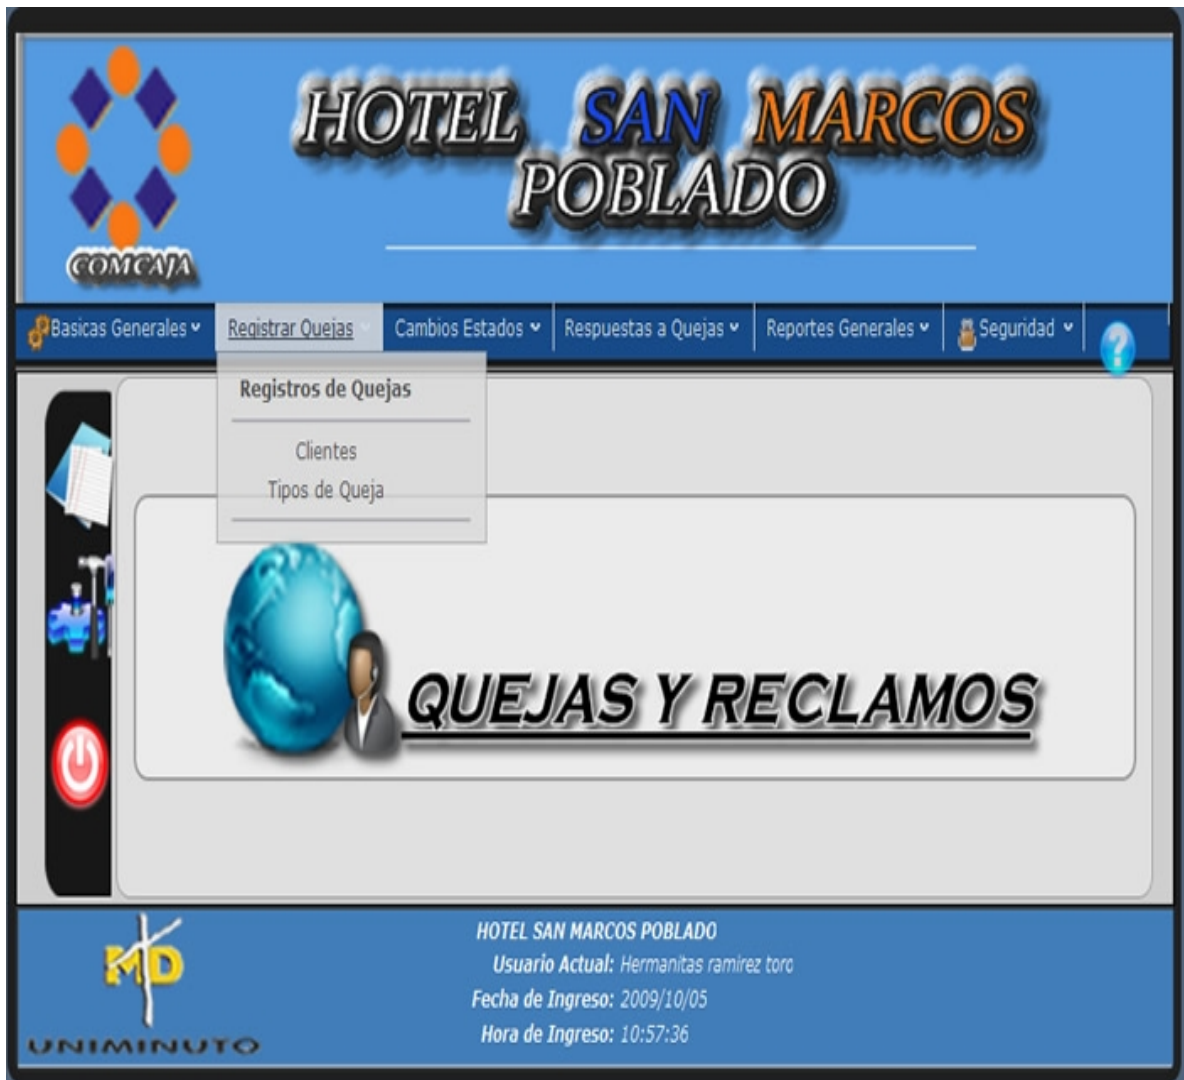 HOTEL SAN MARCOS
POBLADO
COMCAJA
Basicas Generales Registrar Quejas Cambios Estados Respuestas a Quejas Reportes Generales Seguridad ?
Registros de Quejas
Clientes
Tipos de Queja
QUEJAS Y RECLAMOS
HOTEL SAN MARCOS POBLADO
Usuario Actual: Hermanitas ramirez toro
Fecha de Ingreso: 2009/10/05
Hora de Ingreso: 10:57:36
MD
UNIMINUTO